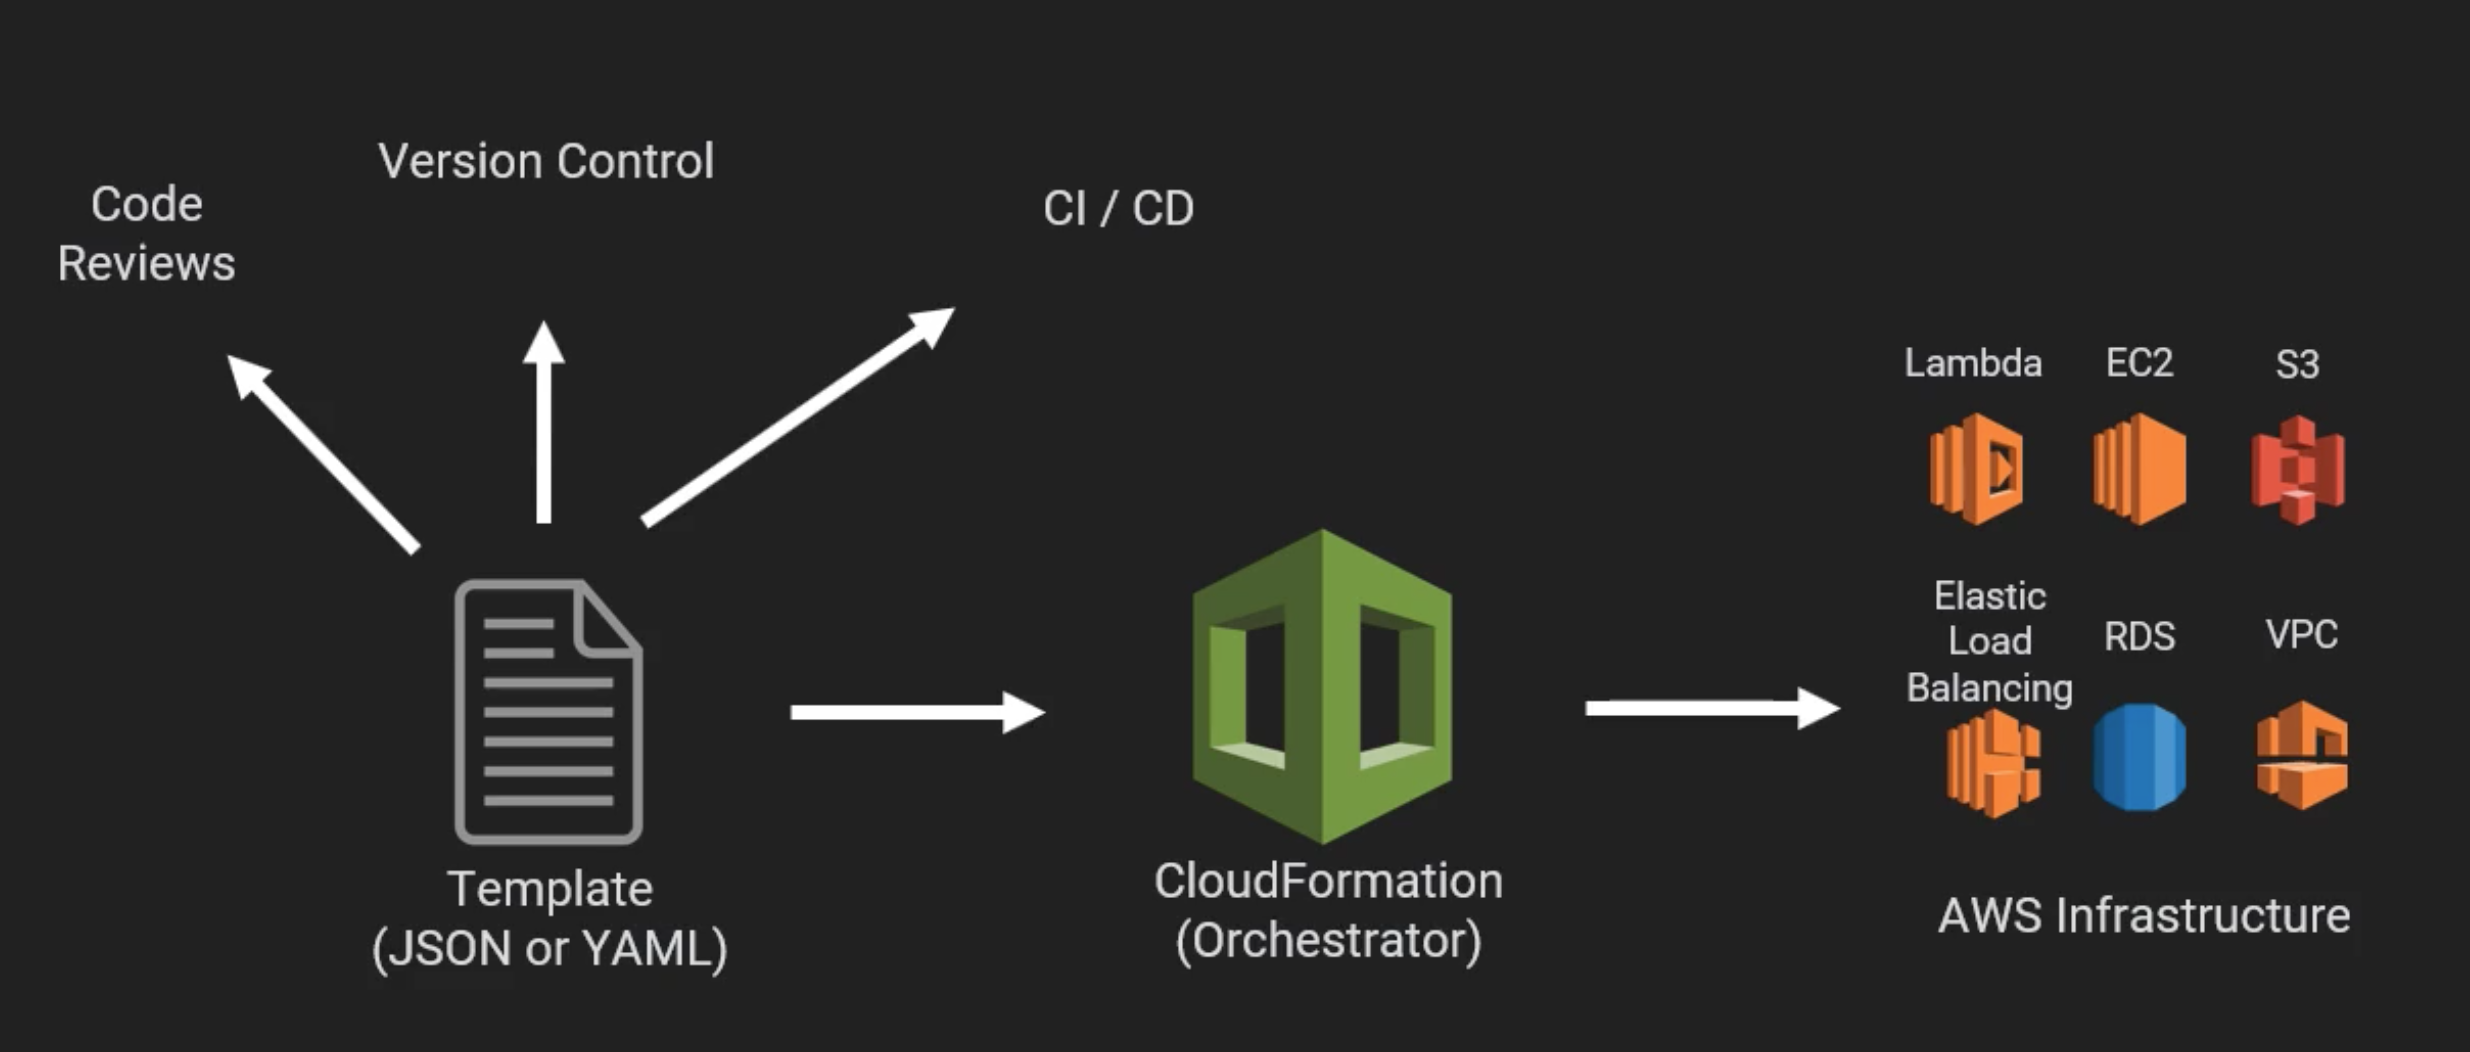 Code
Reviews
Version Control
CI / CD
Template
(JSON or YAML)
CloudFormation
(Orchestrator)
Lambda
EC2
S3
Elastic
Load
Balancing
RDS
VPC
AWS Infrastructure